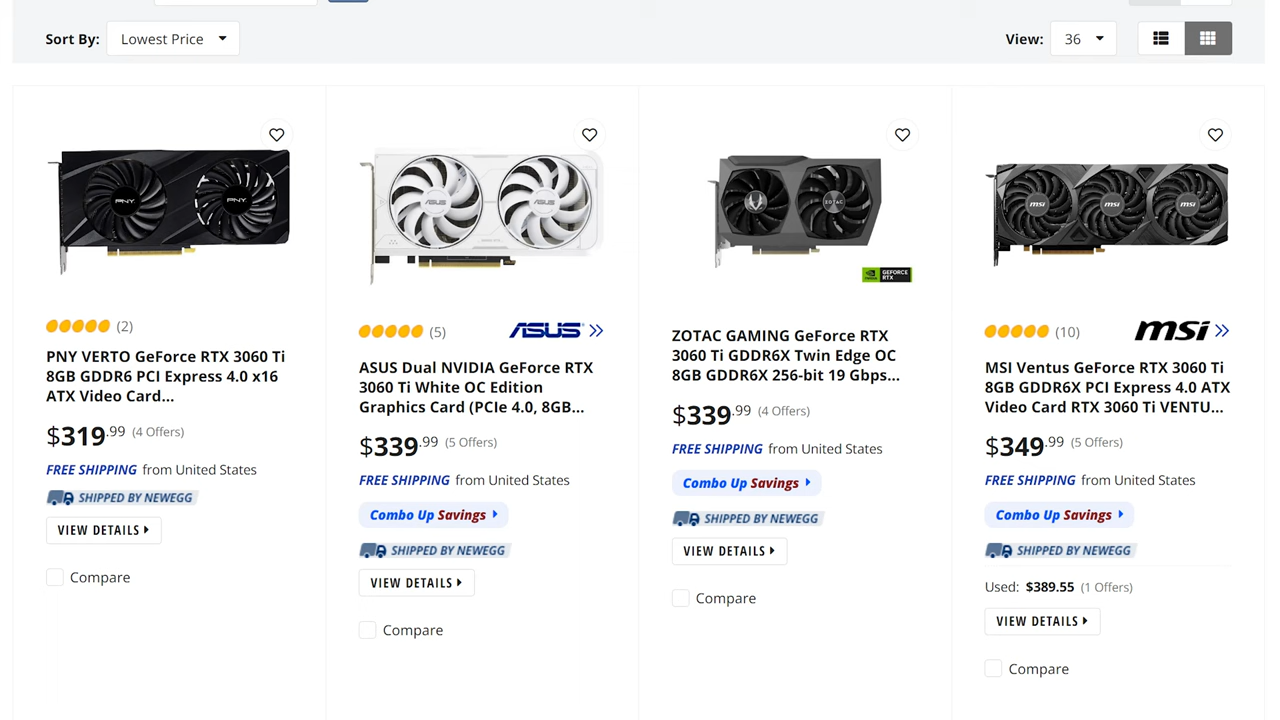 Sort By:
Lowest Price
View:
36
PNY
PNY
(2)
PNY VERTO GeForce RTX 3060 Ti
8GB GDDR6 PCI Express 4.0 x16
ATX Video Card...
$319.99 (4 Offers)
FREE SHIPPING from United States
SHIPPED BY NEWEGG
VIEW DETAILS
Compare
ASUS
ASUS
(5)
ASUS
ASUS Dual NVIDIA GeForce RTX
3060 Ti White OC Edition
Graphics Card (PCIe 4.0, 8GB...
$339.99 (5 Offers)
FREE SHIPPING from United States
Combo Up Savings
SHIPPED BY NEWEGG
VIEW DETAILS
Compare
ZOTAC
GEFORCE
RTX
ZOTAC GAMING GeForce RTX
3060 Ti GDDR6X Twin Edge OC
8GB GDDR6X 256-bit 19 Gbps...
$339.99 (4 Offers)
FREE SHIPPING from United States
Combo Up Savings
SHIPPED BY NEWEGG
VIEW DETAILS
Compare
msi
msi
msi
(10)
msi
MSI Ventus GeForce RTX 3060 Ti
8GB GDDR6X PCI Express 4.0 ATX
Video Card RTX 3060 Ti VENTU...
$349.99 (5 Offers)
FREE SHIPPING from United States
Combo Up Savings
SHIPPED BY NEWEGG
Used: $389.55 (1 Offers)
VIEW DETAILS
Compare